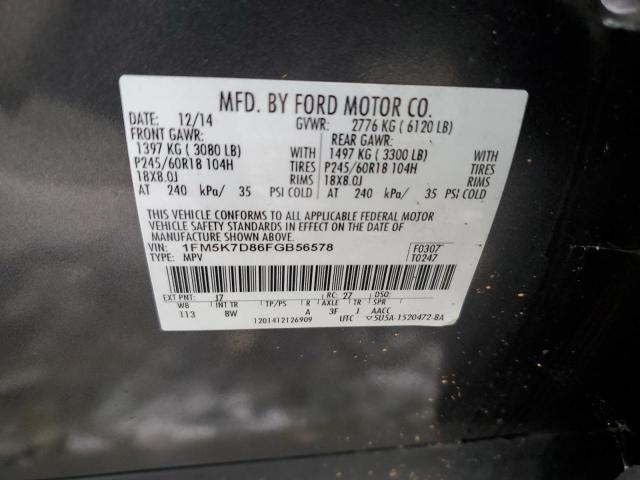 MFD. BY FORD MOTOR CO.
DATE: 12/14 GVWR: 2776 KG ( 6120 LB)
FRONT GAWR: REAR GAWR:
1397 KG ( 3080 LB) 1497 KG ( 3300 LB)
P245/60R18 104H TIRES P245/60R18 104H TIRES
18X8.0J RIMS 18X8.0J RIMS
AT 240 kPa/ 35 PSI COLD AT 240 kPa/ 35 PSI COLD
THIS VEHICLE CONFORMS TO ALL APPLICABLE FEDERAL MOTOR
VEHICLE SAFETY STANDARDS IN EFFECT ON THE DATE OF
MANUFACTURE SHOWN ABOVE.
VIN: 1FM5K7D86FGB56578 F0307
TYPE: MPV T0247
EXT PNT: J7 RC: 27 DSO:
WB INT TR TP/PS R AXLE TR SPR
113 8W A 3F J AACC
1201412126909 UTC 5U5A-1520472-BA